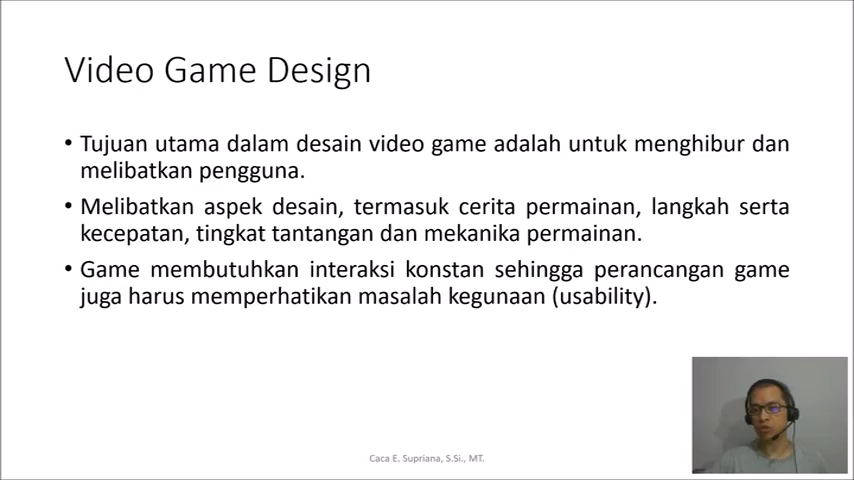 Video Game Design
• Tujuan utama dalam desain video game adalah untuk menghibur dan
melibatkan pengguna.
• Melibatkan aspek desain, termasuk cerita permainan, langkah serta
kecepatan, tingkat tantangan dan mekanika permainan.
• Game membutuhkan interaksi konstan sehingga perancangan game
juga harus memperhatikan masalah kegunaan (usability).
Caca E. Supriana, S.Si., MT.